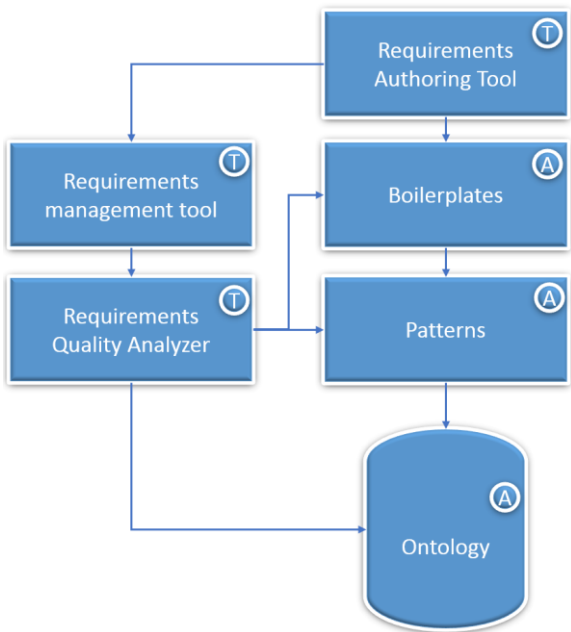 T
Requirements
Authoring Tool
T
Requirements
management tool
A
Boilerplates
T
Requirements
Quality Analyzer
A
Patterns
A
Ontology